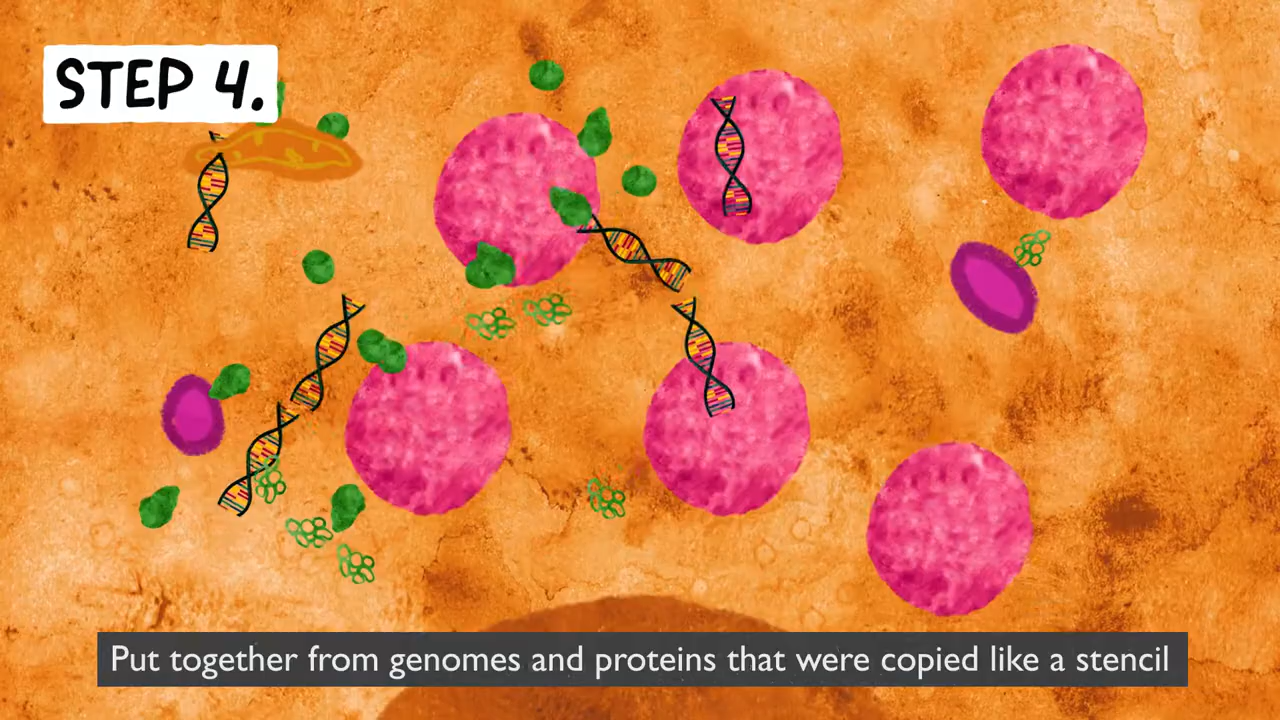 STEP 4.
Put together from genomes and proteins that were copied like a stencil